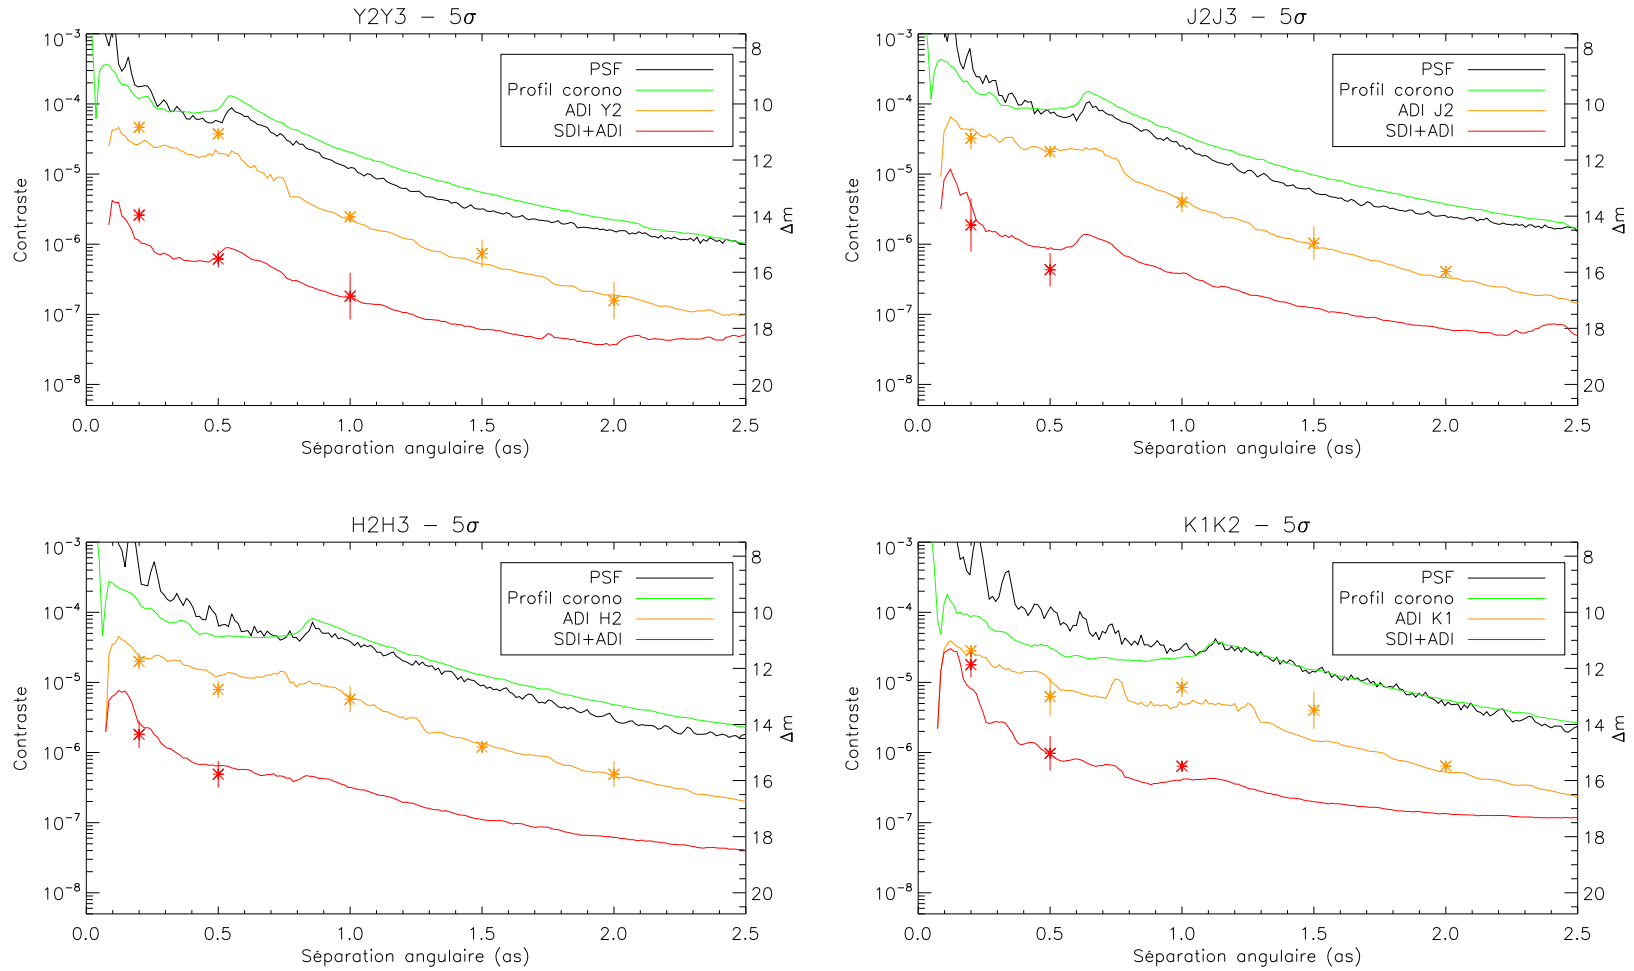 Y2Y3 – 5σ
10⁻³
10⁻⁴
10⁻⁵
10⁻⁶
10⁻⁷
10⁻⁸
Contraste
PSF
Profil corono
ADI Y2
SDI+ADI
8
10
12
14
16
18
20
Δm
0.0 0.5 1.0 1.5 2.0 2.5
Séparation angulaire (as)
J2J3 – 5σ
10⁻³
10⁻⁴
10⁻⁵
10⁻⁶
10⁻⁷
10⁻⁸
Contraste
PSF
Profil corono
ADI J2
SDI+ADI
8
10
12
14
16
18
20
Δm
0.0 0.5 1.0 1.5 2.0 2.5
Séparation angulaire (as)
H2H3 – 5σ
10⁻³
10⁻⁴
10⁻⁵
10⁻⁶
10⁻⁷
10⁻⁸
Contraste
PSF
Profil corono
ADI H2
SDI+ADI
8
10
12
14
16
18
20
Δm
0.0 0.5 1.0 1.5 2.0 2.5
Séparation angulaire (as)
K1K2 – 5σ
10⁻³
10⁻⁴
10⁻⁵
10⁻⁶
10⁻⁷
10⁻⁸
Contraste
PSF
Profil corono
ADI K1
SDI+ADI
8
10
12
14
16
18
20
Δm
0.0 0.5 1.0 1.5 2.0 2.5
Séparation angulaire (as)